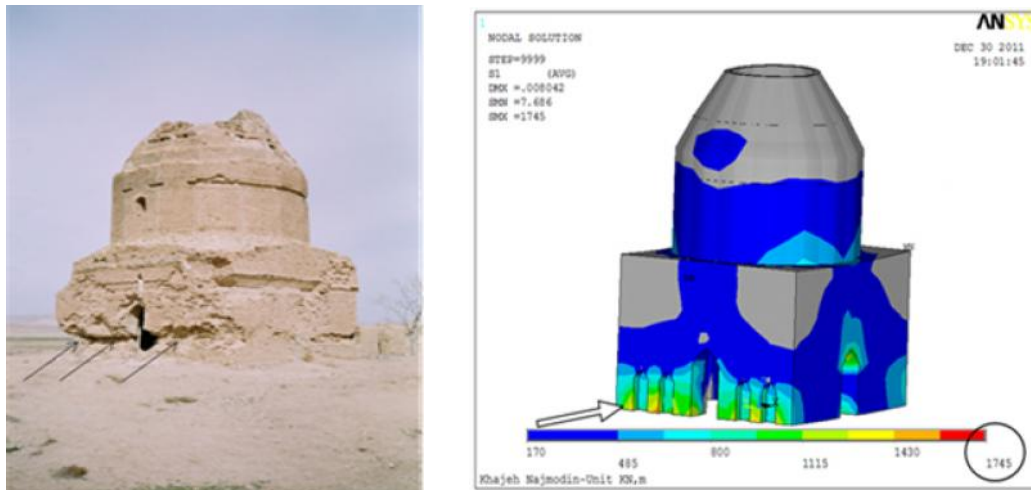 1
ANSYS
NODAL SOLUTION
DEC 30 2011
19:01:45
STEP=9999
S1 (AVG)
DMX =.008042
SMN =7.686
SMX =1745
170 485 800 1115 1430 1745
Khajeh Najmodin-Unit KN,m